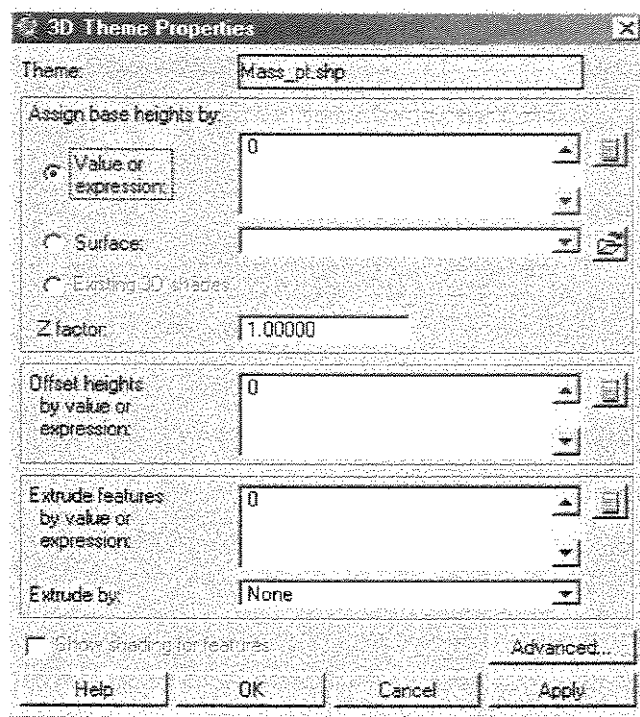 3D Theme Properties
Theme: Mass_pt.shp
Assign base heights by:
Value or
expression:
0
Surface:
Existing 3D shapes
Z factor: 1.00000
Offset heights
by value or
expression:
0
Extrude features
by value or
expression:
0
Extrude by: None
Show shading for features
Advanced...
Help OK Cancel Apply